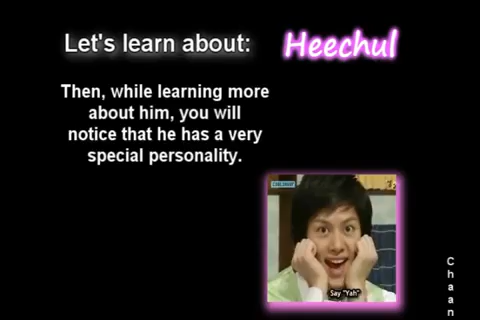 Let's learn about: Heechul
Then, while learning more
about him, you will
notice that he has a very
special personality.
Say "Yah"
Chaan